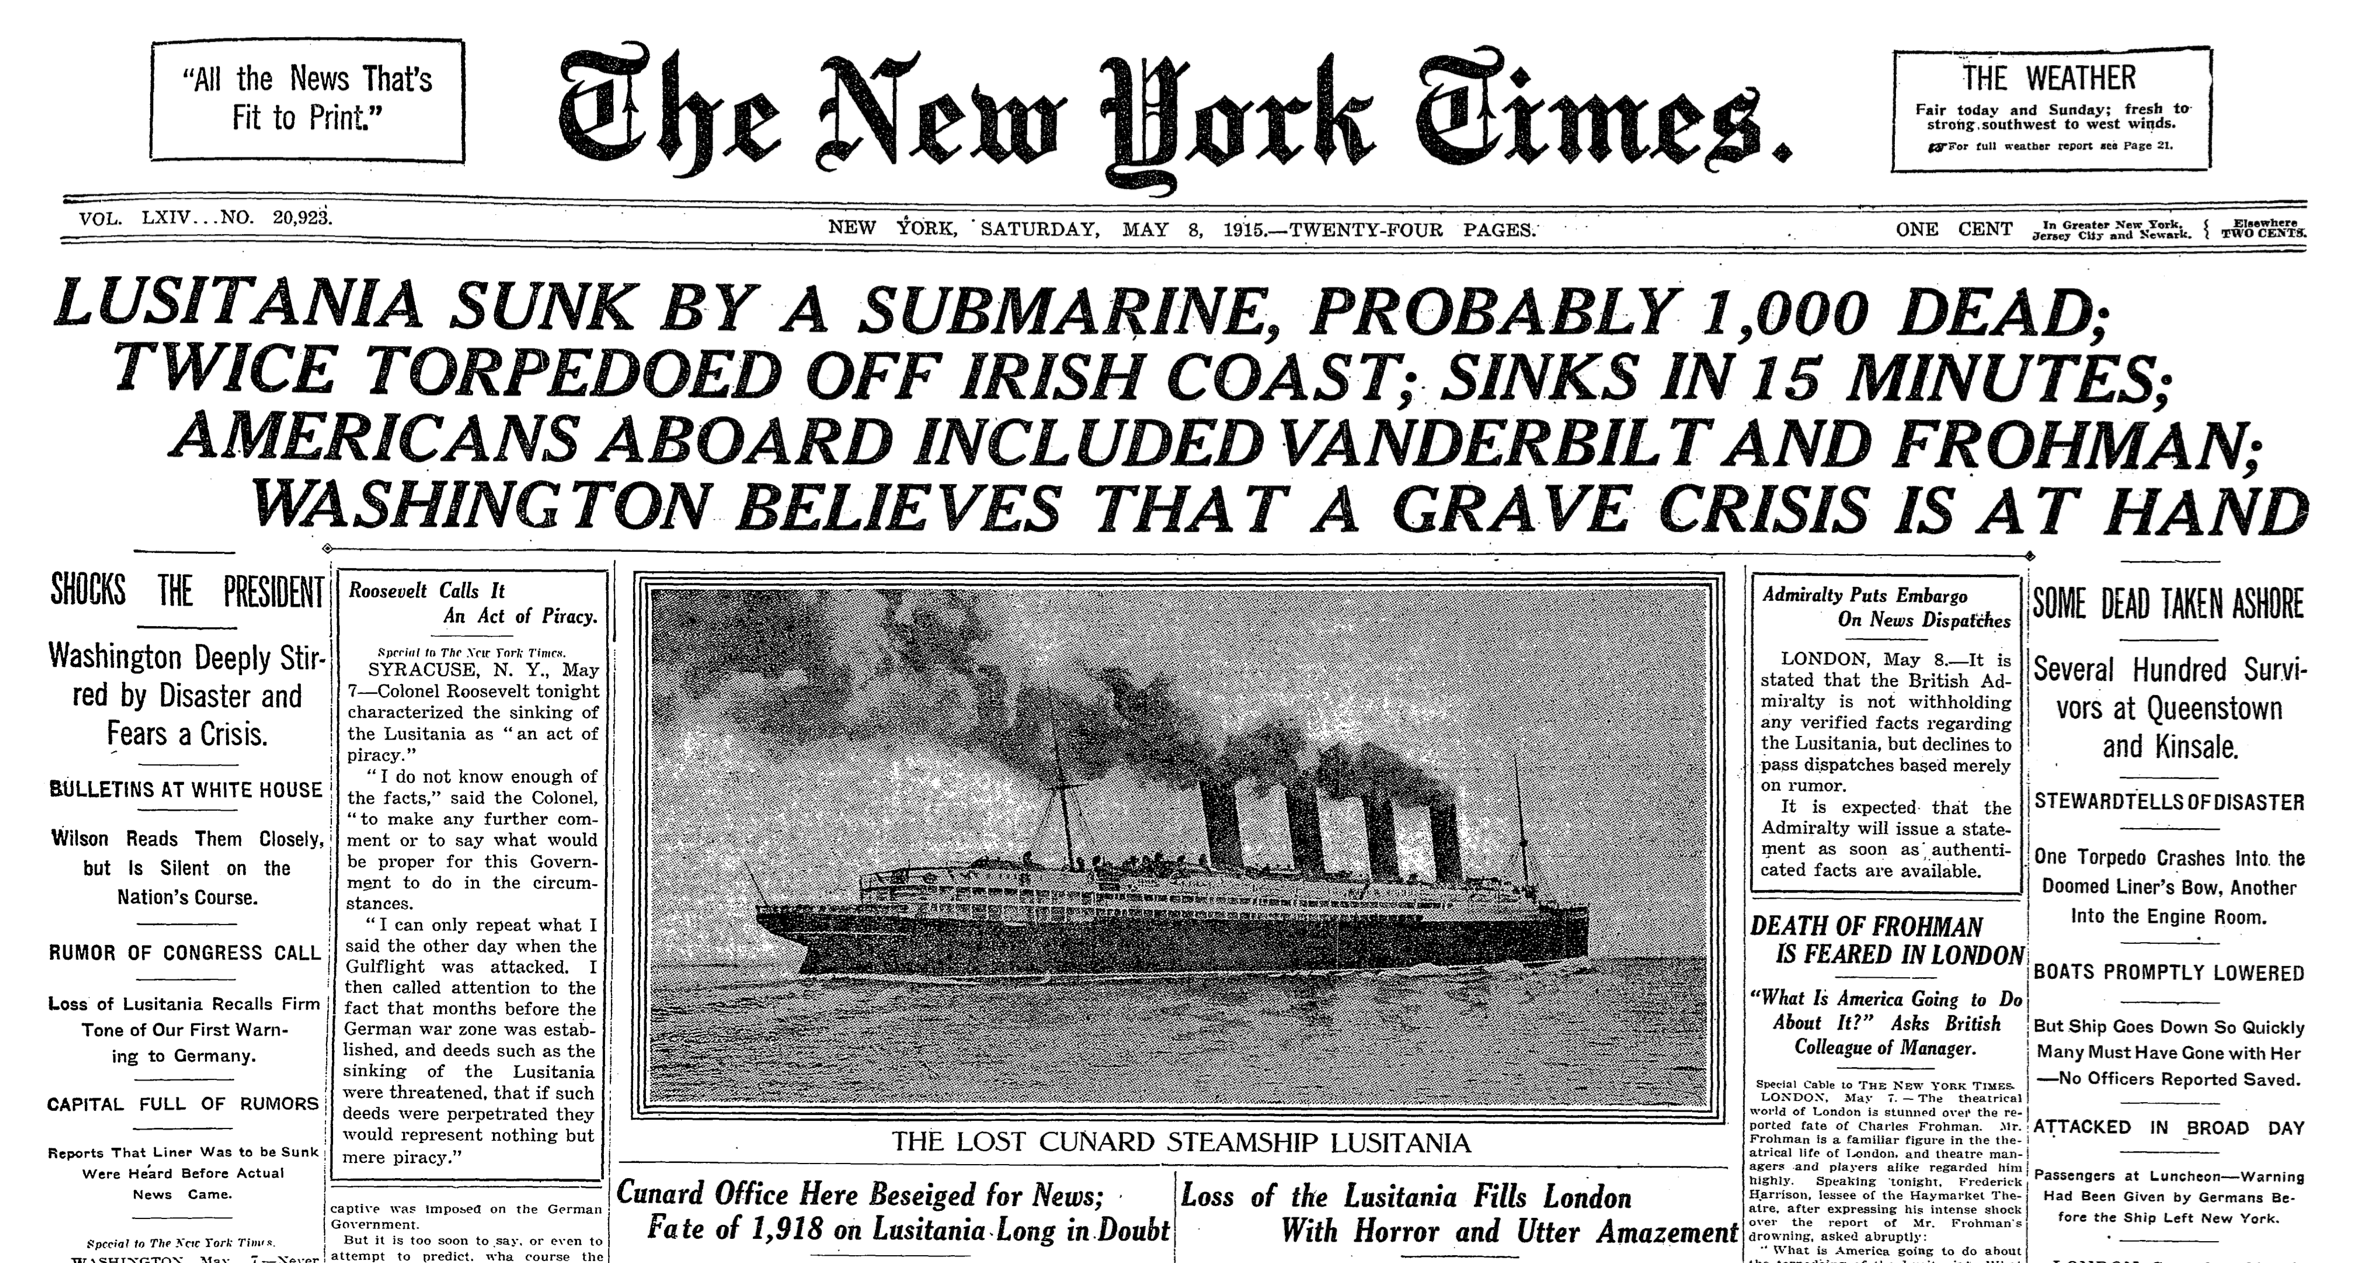 "All the News That's
Fit to Print."
The New York Times.
THE WEATHER
Fair today and Sunday; fresh to
strong southwest to west winds.
For full weather report see Page 21.
VOL. LXIV...NO. 20,923.
NEW YORK, SATURDAY, MAY 8, 1915.—TWENTY-FOUR PAGES.
ONE CENT
In Greater New York,
Jersey City and Newark.
Elsewhere
TWO CENTS.
LUSITANIA SUNK BY A SUBMARINE, PROBABLY 1,000 DEAD;
TWICE TORPEDOED OFF IRISH COAST; SINKS IN 15 MINUTES;
AMERICANS ABOARD INCLUDED VANDERBILT AND FROHMAN;
WASHINGTON BELIEVES THAT A GRAVE CRISIS IS AT HAND
SHOCKS THE PRESIDENT
Washington Deeply Stir-
red by Disaster and
Fears a Crisis.
BULLETINS AT WHITE HOUSE
Wilson Reads Them Closely,
but Is Silent on the
Nation's Course.
RUMOR OF CONGRESS CALL
Loss of Lusitania Recalls Firm
Tone of Our First Warn-
ing to Germany.
CAPITAL FULL OF RUMORS
Reports That Liner Was to be Sunk
Were Heard Before Actual
News Came.
Special to The New York Times.
WASHINGTON, May 7.—Never
Roosevelt Calls It
An Act of Piracy.
Special to The New York Times.
SYRACUSE, N. Y., May
7—Colonel Roosevelt tonight
characterized the sinking of
the Lusitania as "an act of
piracy."
"I do not know enough of
the facts," said the Colonel,
"to make any further com-
ment or to say what would
be proper for this Govern-
ment to do in the circum-
stances.
"I can only repeat what I
said the other day when the
Gulflight was attacked. I
then called attention to the
fact that months before the
German war zone was estab-
lished, and deeds such as the
sinking of the Lusitania
were threatened, that if such
deeds were perpetrated they
would represent nothing but
mere piracy."
captive was imposed on the German
Government.
But it is too soon to say, or even to
attempt to predict, wha course the
THE LOST CUNARD STEAMSHIP LUSITANIA
Cunard Office Here Beseiged for News;
Fate of 1,918 on Lusitania Long in Doubt
Loss of the Lusitania Fills London
With Horror and Utter Amazement
Admiralty Puts Embargo
On News Dispatches
LONDON, May 8.—It is
stated that the British Ad-
miralty is not withholding
any verified facts regarding
the Lusitania, but declines to
pass dispatches based merely
on rumor.
It is expected that the
Admiralty will issue a state-
ment as soon as authenti-
cated facts are available.
DEATH OF FROHMAN
IS FEARED IN LONDON
"What Is America Going to Do
About It?" Asks British
Colleague of Manager.
Special Cable to THE NEW YORK TIMES.
LONDON, May 7.—The theatrical
world of London is stunned over the re-
ported fate of Charles Frohman. Mr.
Frohman is a familiar figure in the the-
atrical life of London, and theatre man-
agers and players alike regarded him
highly. Speaking tonight, Frederick
Harrison, lessee of the Haymarket The-
atre, after expressing his intense shock
over the report of Mr. Frohman's
drowning, asked abruptly:
"What is America going to do about
SOME DEAD TAKEN ASHORE
Several Hundred Survi-
vors at Queenstown
and Kinsale.
STEWARD TELLS OF DISASTER
One Torpedo Crashes Into the
Doomed Liner's Bow, Another
Into the Engine Room.
BOATS PROMPTLY LOWERED
But Ship Goes Down So Quickly
Many Must Have Gone with Her
—No Officers Reported Saved.
ATTACKED IN BROAD DAY
Passengers at Luncheon—Warning
Had Been Given by Germans Be-
fore the Ship Left New York.